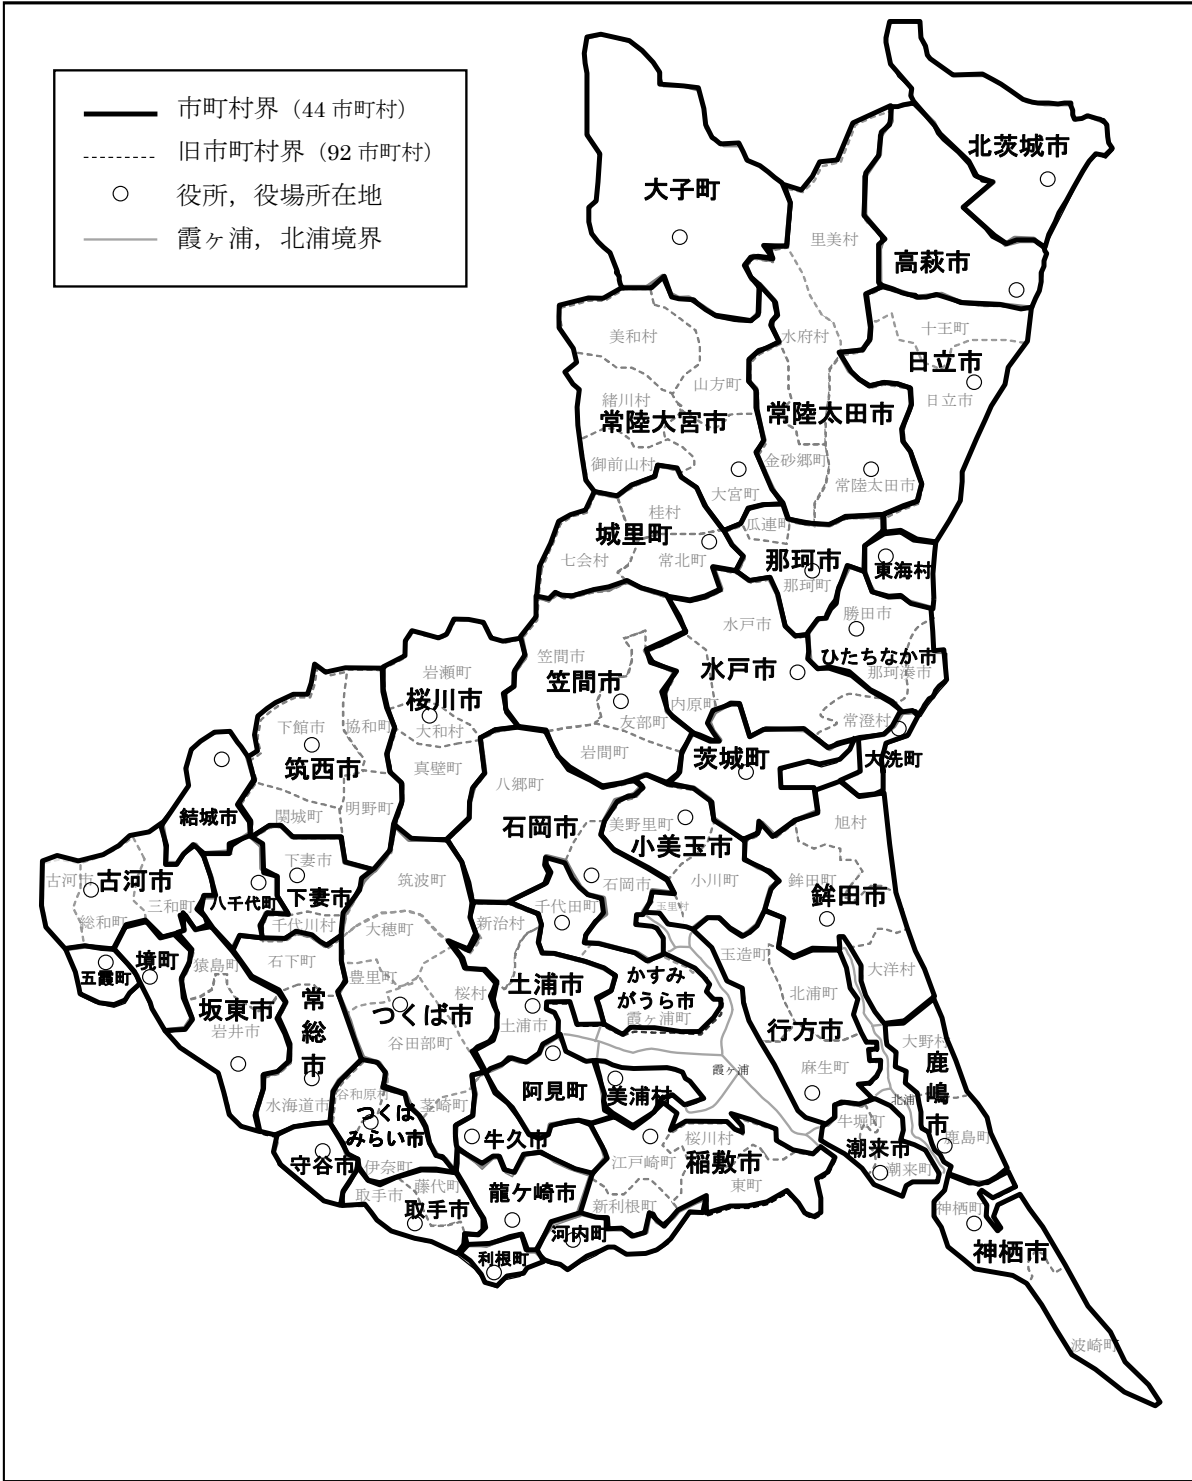 市町村界（44 市町村）
旧市町村界（92 市町村）
役所，役場所在地
霞ヶ浦，北浦境界
北茨城市
大子町
里美村
高萩市
美和村
水府村
十王町
日立市
山方町
緒川村
日立市
常陸大宮市
常陸太田市
御前山村
金砂郷町
大宮町
常陸太田市
桂村
瓜連町
城里町
七会村
常北町
那珂市
那珂町
東海村
勝田市
水戸市
ひたちなか市
那珂湊市
笠間市
笠間市
水戸市
岩瀬町
桜川市
内原町
友部町
常澄村
下館市
協和町
大和村
岩間町
茨城町
大洗町
筑西市
真壁町
八郷町
関城町
明野町
結城市
石岡市
美野里町
小美玉市
旭村
下妻市
古河市
古河市
筑波町
石岡市
小川町
鉾田町
鉾田市
八千代町
下妻市
三和町
総和町
千代川村
大穂町
新治村
千代田町
玉里村
境町
五霞町
猿島町
石下町
豊里町
桜村
土浦市
かすみ
がうら市
霞ヶ浦町
玉造町
大洋村
北浦町
坂東市
岩井市
常総市
つくば市
土浦市
行方市
谷田部町
大野村
鹿嶋市
霞ヶ浦
麻生町
北浦
水海道市
谷和原村
つくば
みらい市
茎崎町
阿見町
美浦村
牛堀町
潮来市
潮来町
鹿島町
守谷市
伊奈町
牛久市
江戸崎町
桜川村
稲敷市
東町
取手市
藤代町
取手市
龍ケ崎市
新利根町
河内町
利根町
神栖町
神栖市
波崎町